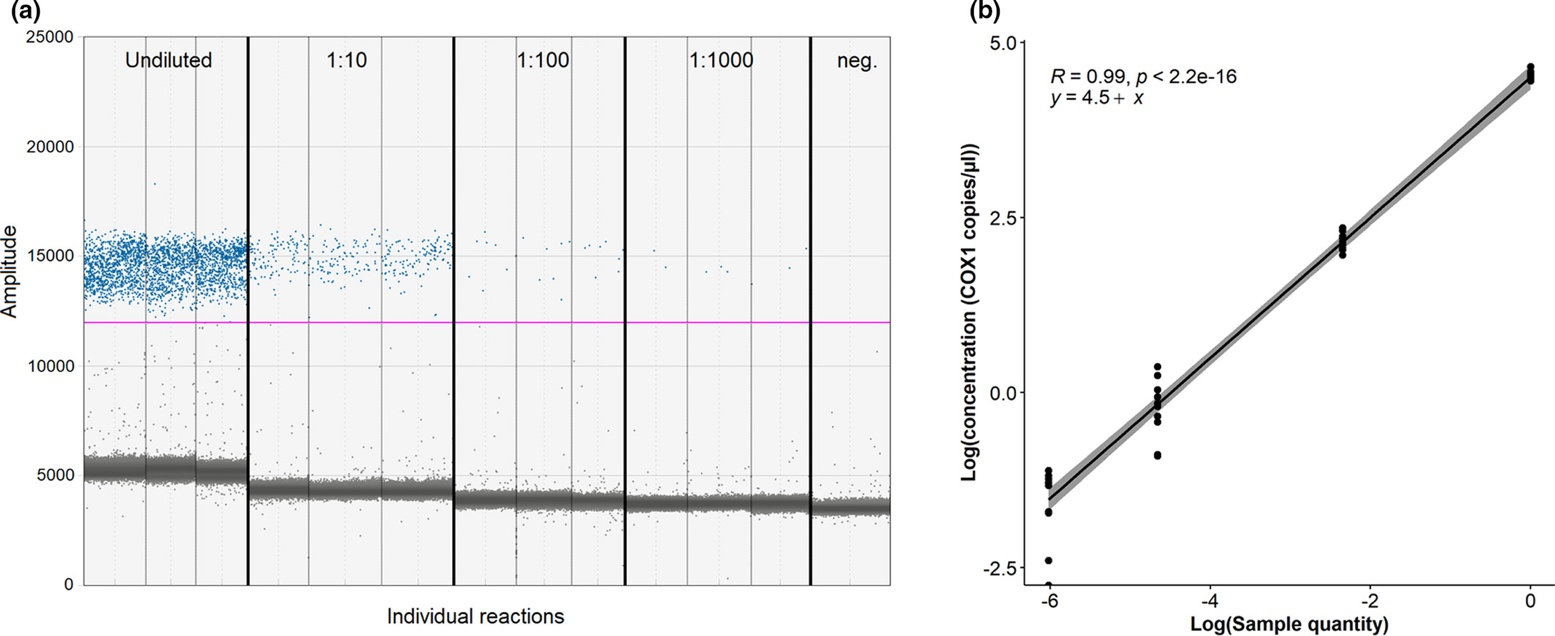 (a)
25000
20000
15000
10000
5000
0
Amplitude
Undiluted 1:10 1:100 1:1000 neg.
Individual reactions
(b)
5.0
2.5
0.0
-2.5
Log(concentration (COX1 copies/µl))
R = 0.99, p < 2.2e-16
y = 4.5 + x
-6 -4 -2 0
Log(Sample quantity)